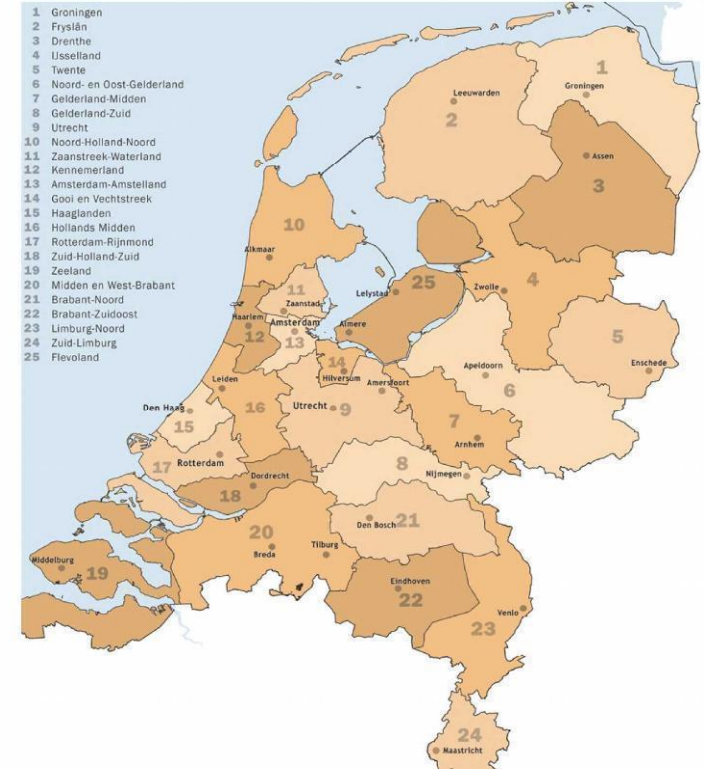 1 Groningen
2 Fryslân
3 Drenthe
4 IJsselland
5 Twente
6 Noord- en Oost-Gelderland
7 Gelderland-Midden
8 Gelderland-Zuid
9 Utrecht
10 Noord-Holland-Noord
11 Zaanstreek-Waterland
12 Kennemerland
13 Amsterdam-Amstelland
14 Gooi en Vechtstreek
15 Haaglanden
16 Hollands Midden
17 Rotterdam-Rijnmond
18 Zuid-Holland-Zuid
19 Zeeland
20 Midden en West-Brabant
21 Brabant-Noord
22 Brabant-Zuidoost
23 Limburg-Noord
24 Zuid-Limburg
25 Flevoland
1
Groningen
Leeuwarden
2
Assen
3
10
Alkmaar
11
Zaanstad
Lelystad
25
Zwolle
4
Haarlem
12
Amsterdam
13
Almere
5
Enschede
14
Hilversum
Amersfoort
Apeldoorn
6
Leiden
16
Utrecht
9
Den Haag
15
7
Arnhem
17
Rotterdam
8
Nijmegen
Dordrecht
18
Den Bosch
21
20
Breda
Tilburg
Middelburg
19
Eindhoven
22
Venlo
23
24
Maastricht